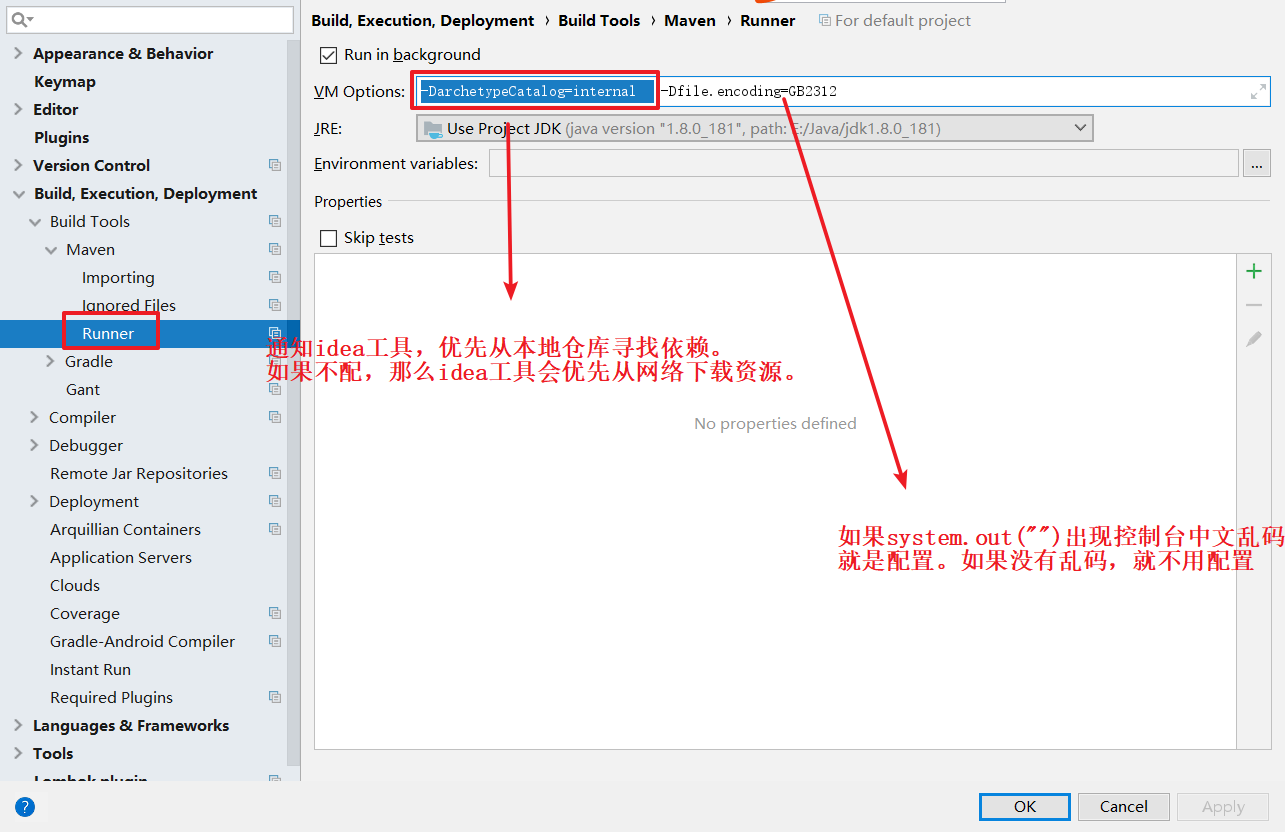 Build, Execution, Deployment › Build Tools › Maven › Runner For default project
Appearance & Behavior
Keymap
Editor
Plugins
Version Control
Build, Execution, Deployment
Build Tools
Maven
Importing
Ignored Files
Runner
Gradle
Gant
Compiler
Debugger
Remote Jar Repositories
Deployment
Arquillian Containers
Application Servers
Clouds
Coverage
Gradle-Android Compiler
Instant Run
Required Plugins
Languages & Frameworks
Tools
Lombok plugin
Run in background
VM Options: -DarchetypeCatalog=internal -Dfile.encoding=GB2312
JRE: Use Project JDK (java version "1.8.0_181", path: E:/Java/jdk1.8.0_181)
Environment variables: ...
Properties
Skip tests
通知idea工具，优先从本地仓库寻找依赖。
如果不配，那么idea工具会优先从网络下载资源。
No properties defined
如果system.out("")出现控制台中文乱码
就是配置。如果没有乱码，就不用配置
?
OK Cancel Apply